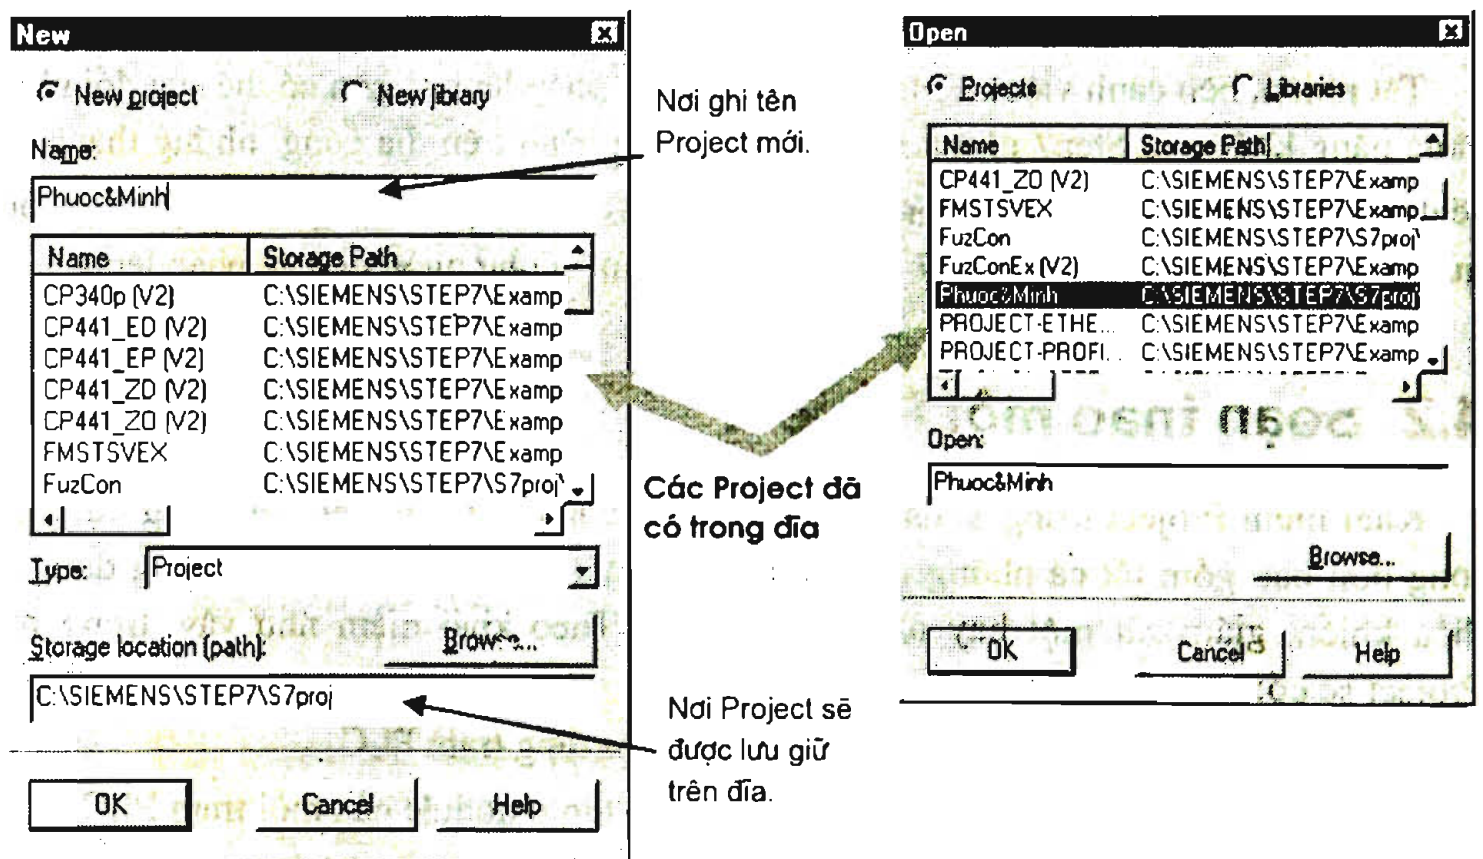 New
New project
New library
Name:
Phuoc&Minh
Name Storage Path
CP340p (V2) C:\SIEMENS\STEP7\Examp
CP441_ED (V2) C:\SIEMENS\STEP7\Examp
CP441_EP (V2) C:\SIEMENS\STEP7\Examp
CP441_ZD (V2) C:\SIEMENS\STEP7\Examp
CP441_ZO (V2) C:\SIEMENS\STEP7\Examp
FMSTSVEX C:\SIEMENS\STEP7\Examp
FuzCon C:\SIEMENS\STEP7\S7proj\
Type: Project
Storage location (path): Browse...
C:\SIEMENS\STEP7\S7proj
OK Cancel Help
Nơi ghi tên
Project mới.
Các Project đã
có trong đĩa
Nơi Project sẽ
được lưu giữ
trên đĩa.
Open
Projects Libraries
Name Storage Path
CP441_ZO (V2) C:\SIEMENS\STEP7\Examp
FMSTSVEX C:\SIEMENS\STEP7\Examp
FuzCon C:\SIEMENS\STEP7\S7proj\
FuzConEx (V2) C:\SIEMENS\STEP7\Examp
Phuoc&Minh C:\SIEMENS\STEP7\S7proj
PROJECT-ETHE... C:\SIEMENS\STEP7\Examp
PROJECT-PROFI... C:\SIEMENS\STEP7\Examp
Open:
Phuoc&Minh
Browse...
OK Cancel Help